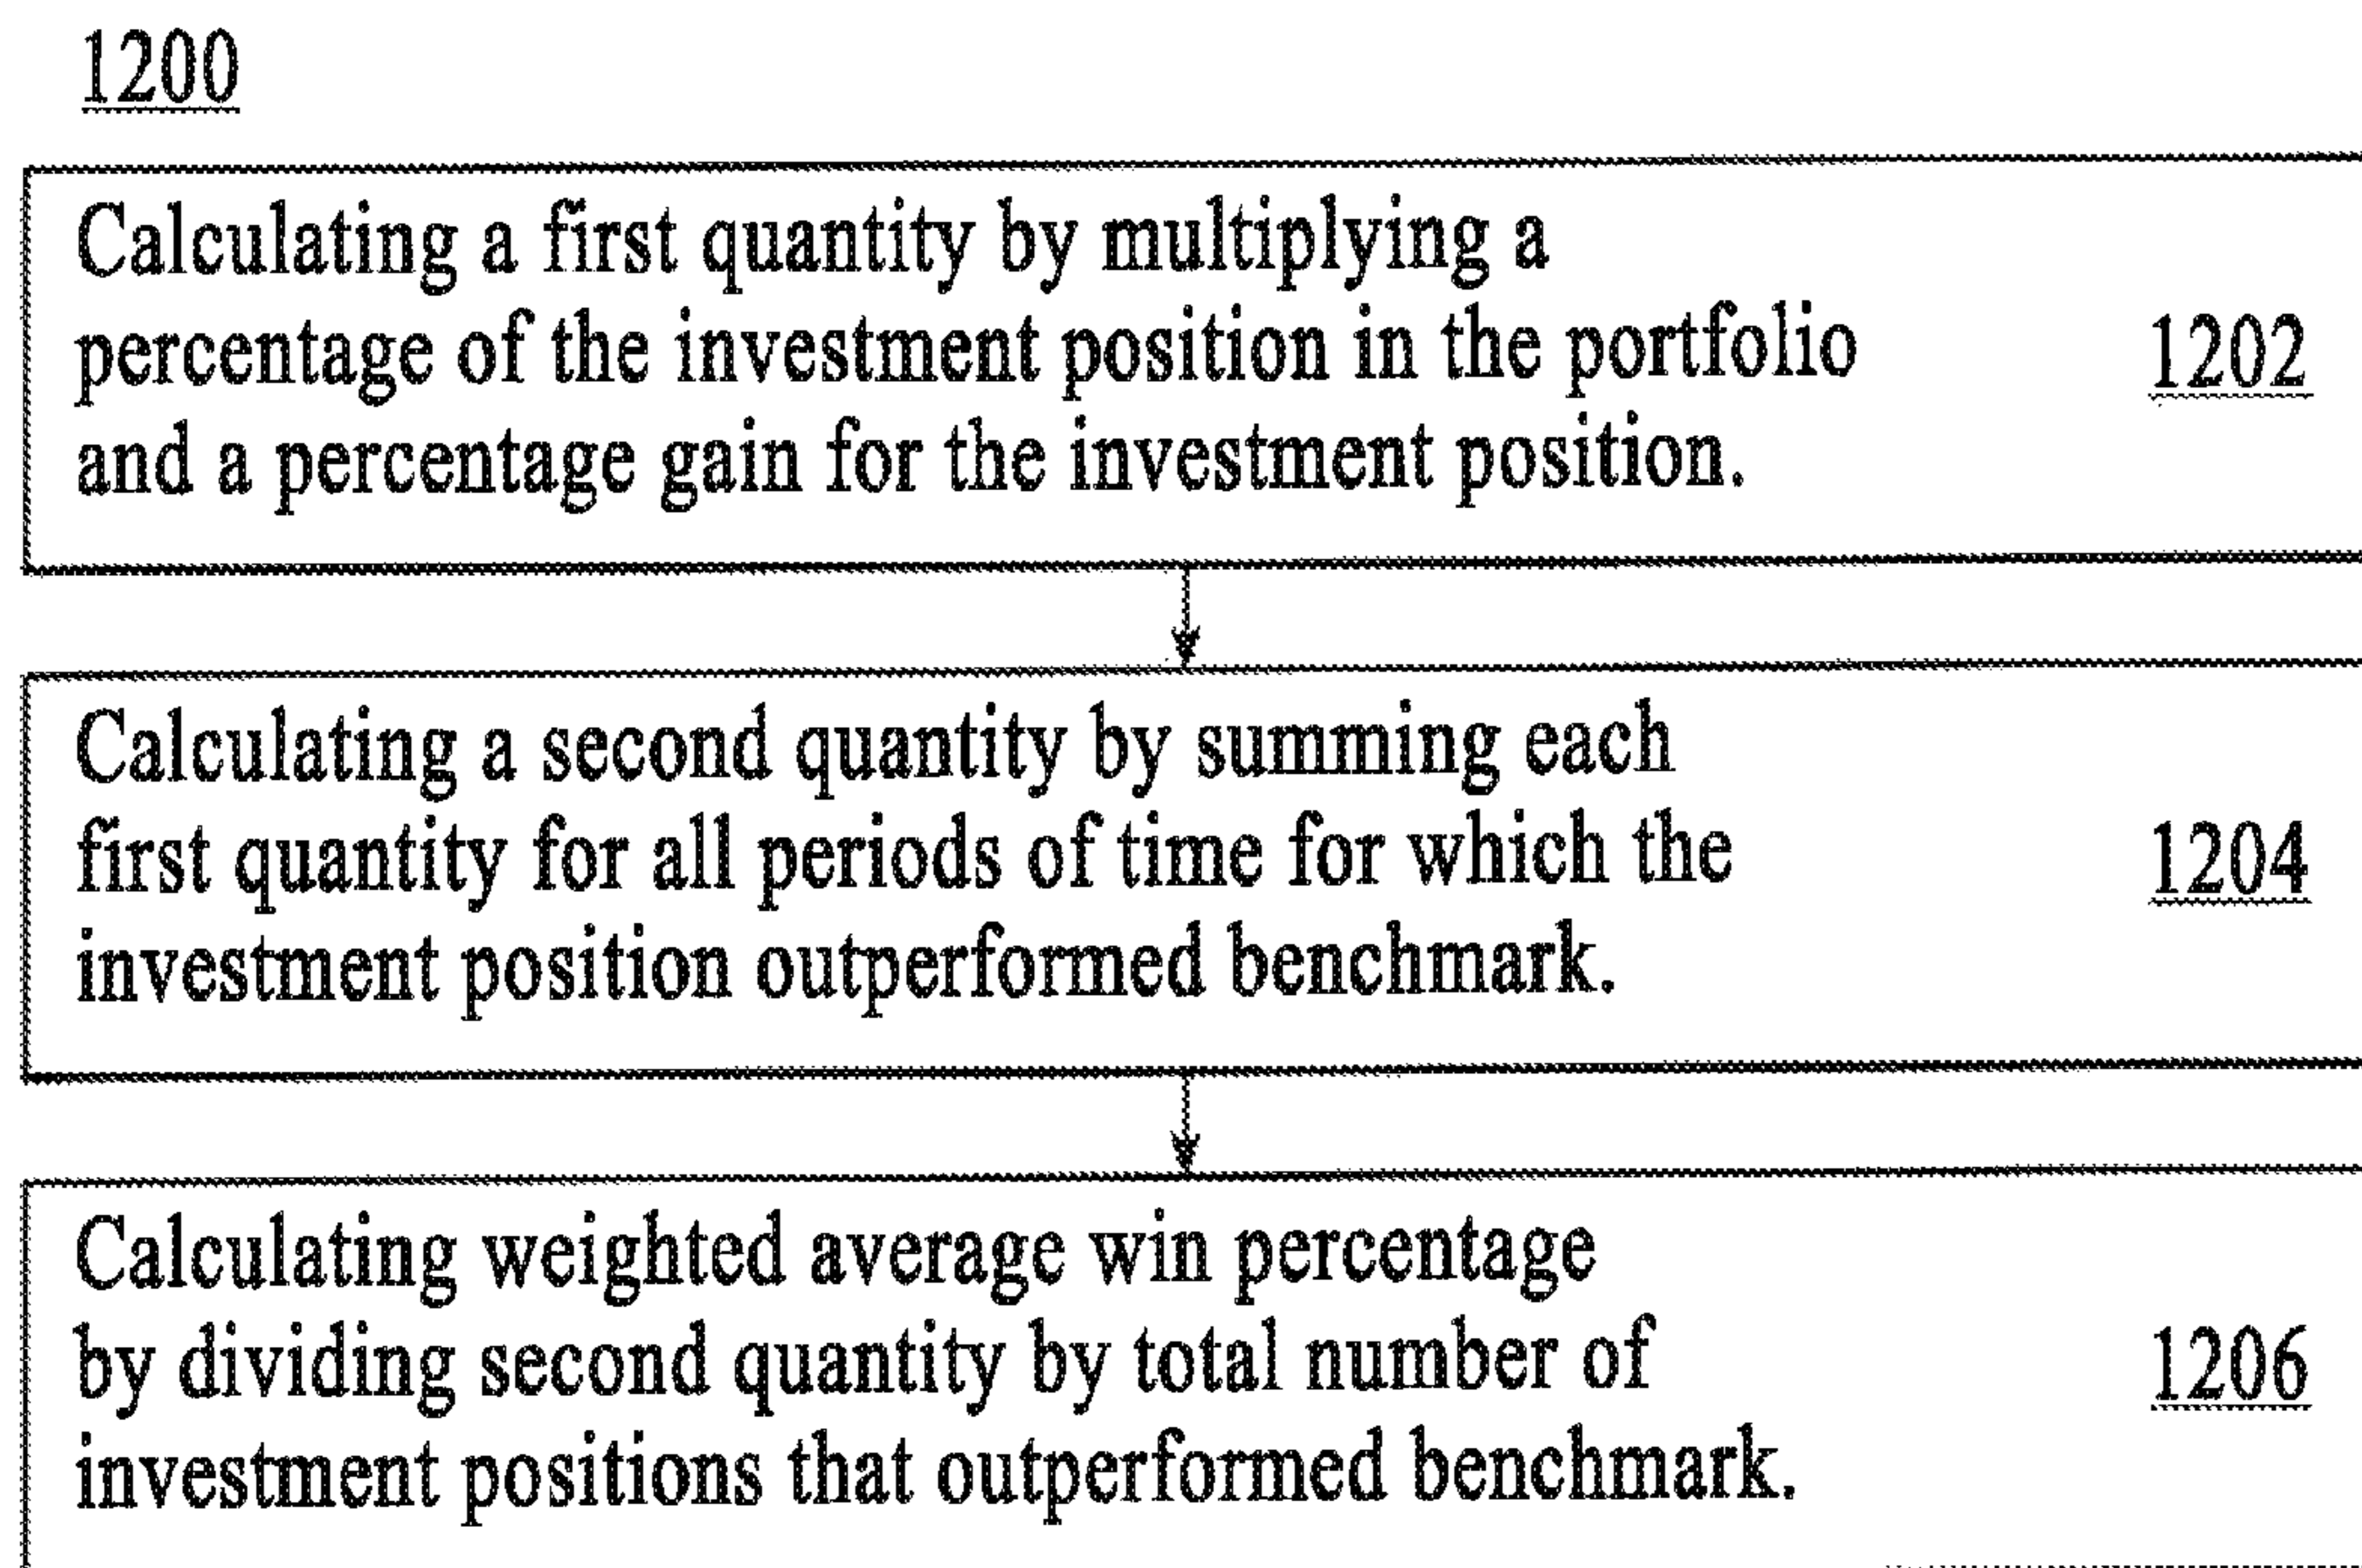 1200
Calculating a first quantity by multiplying a
percentage of the investment position in the portfolio 1202
and a percentage gain for the investment position.
Calculating a second quantity by summing each
first quantity for all periods of time for which the 1204
investment position outperformed benchmark.
Calculating weighted average win percentage
by dividing second quantity by total number of 1206
investment positions that outperformed benchmark.